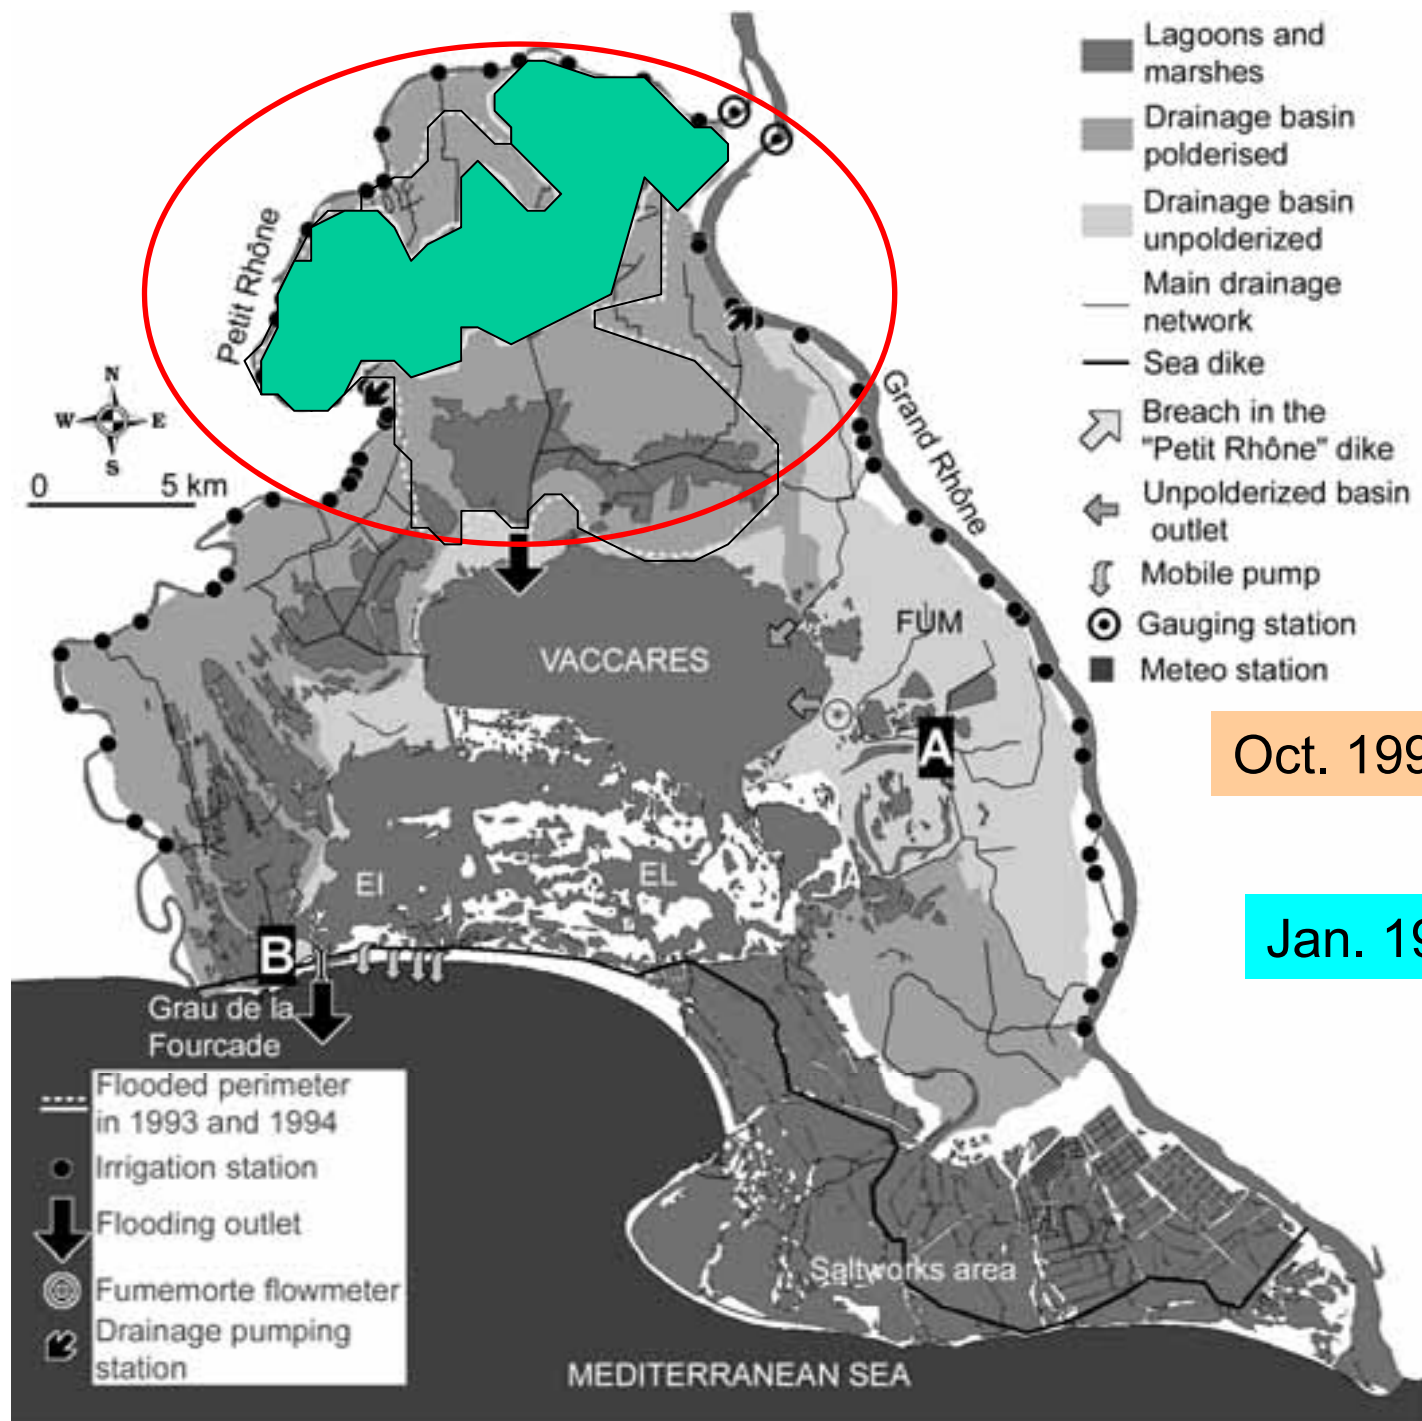 Lagoons and
marshes
Drainage basin
polderised
Drainage basin
unpolderized
Main drainage
network
Sea dike
Breach in the
"Petit Rhône" dike
Unpolderized basin
outlet
Mobile pump
Gauging station
Meteo station
Petit Rhône
Grand Rhône
N
W E
S
0 5 km
FUM
VACCARES
A
Oct. 199
EI
EL
B
Jan. 19
Grau de la
Fourcade
Flooded perimeter
in 1993 and 1994
Irrigation station
Flooding outlet
Fumemorte flowmeter
Drainage pumping
station
Saltworks area
MEDITERRANEAN SEA